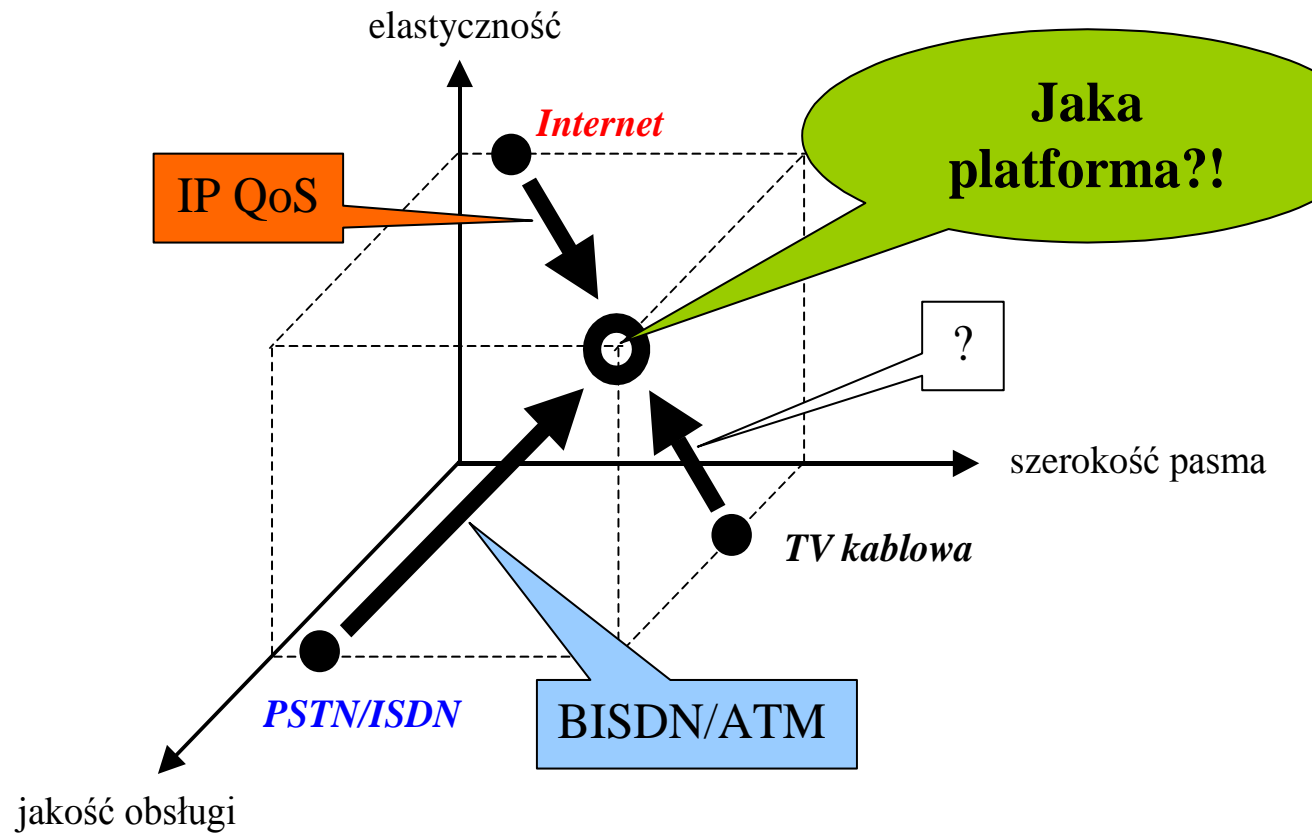 elastyczność
Internet
Jaka
platforma?!
IP QoS
?
szerokość pasma
TV kablowa
PSTN/ISDN
BISDN/ATM
jakość obsługi